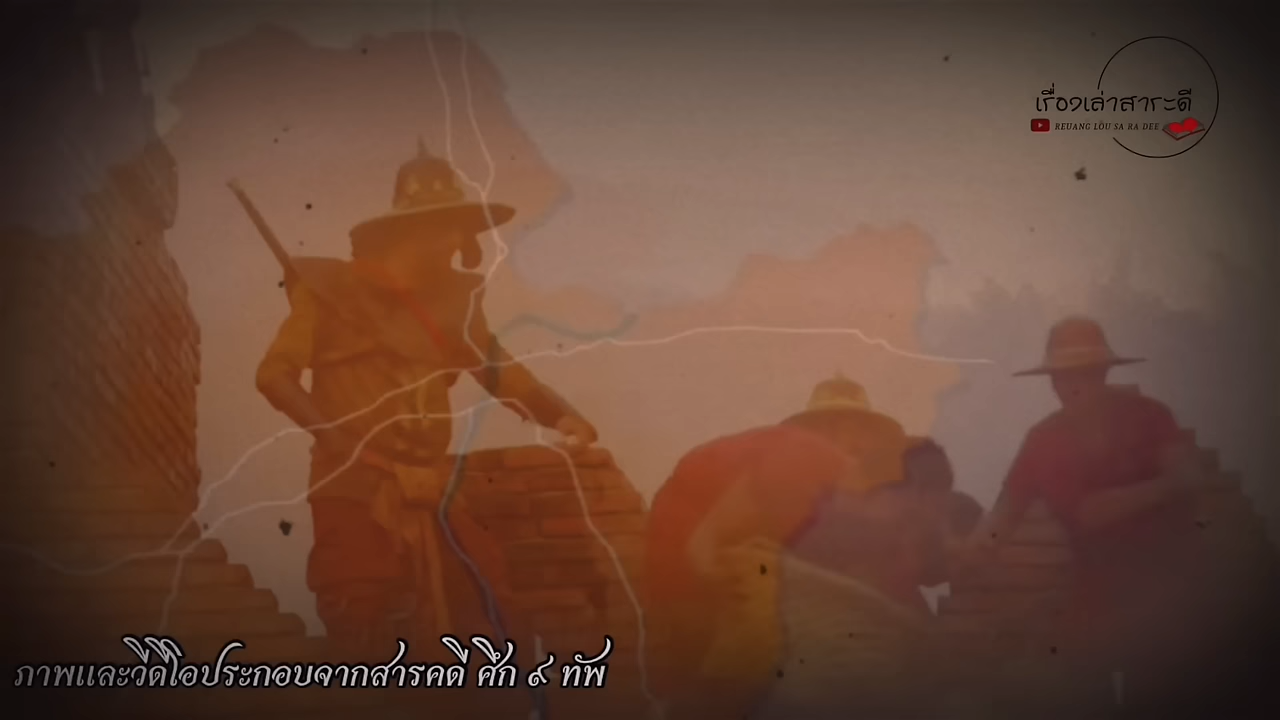 เรื่องเล่าสาระดี
REUANG LOU SA RA DEE
ภาพและวีดีโอประกอบจากสารคดี ศึก ๙ ทัพ